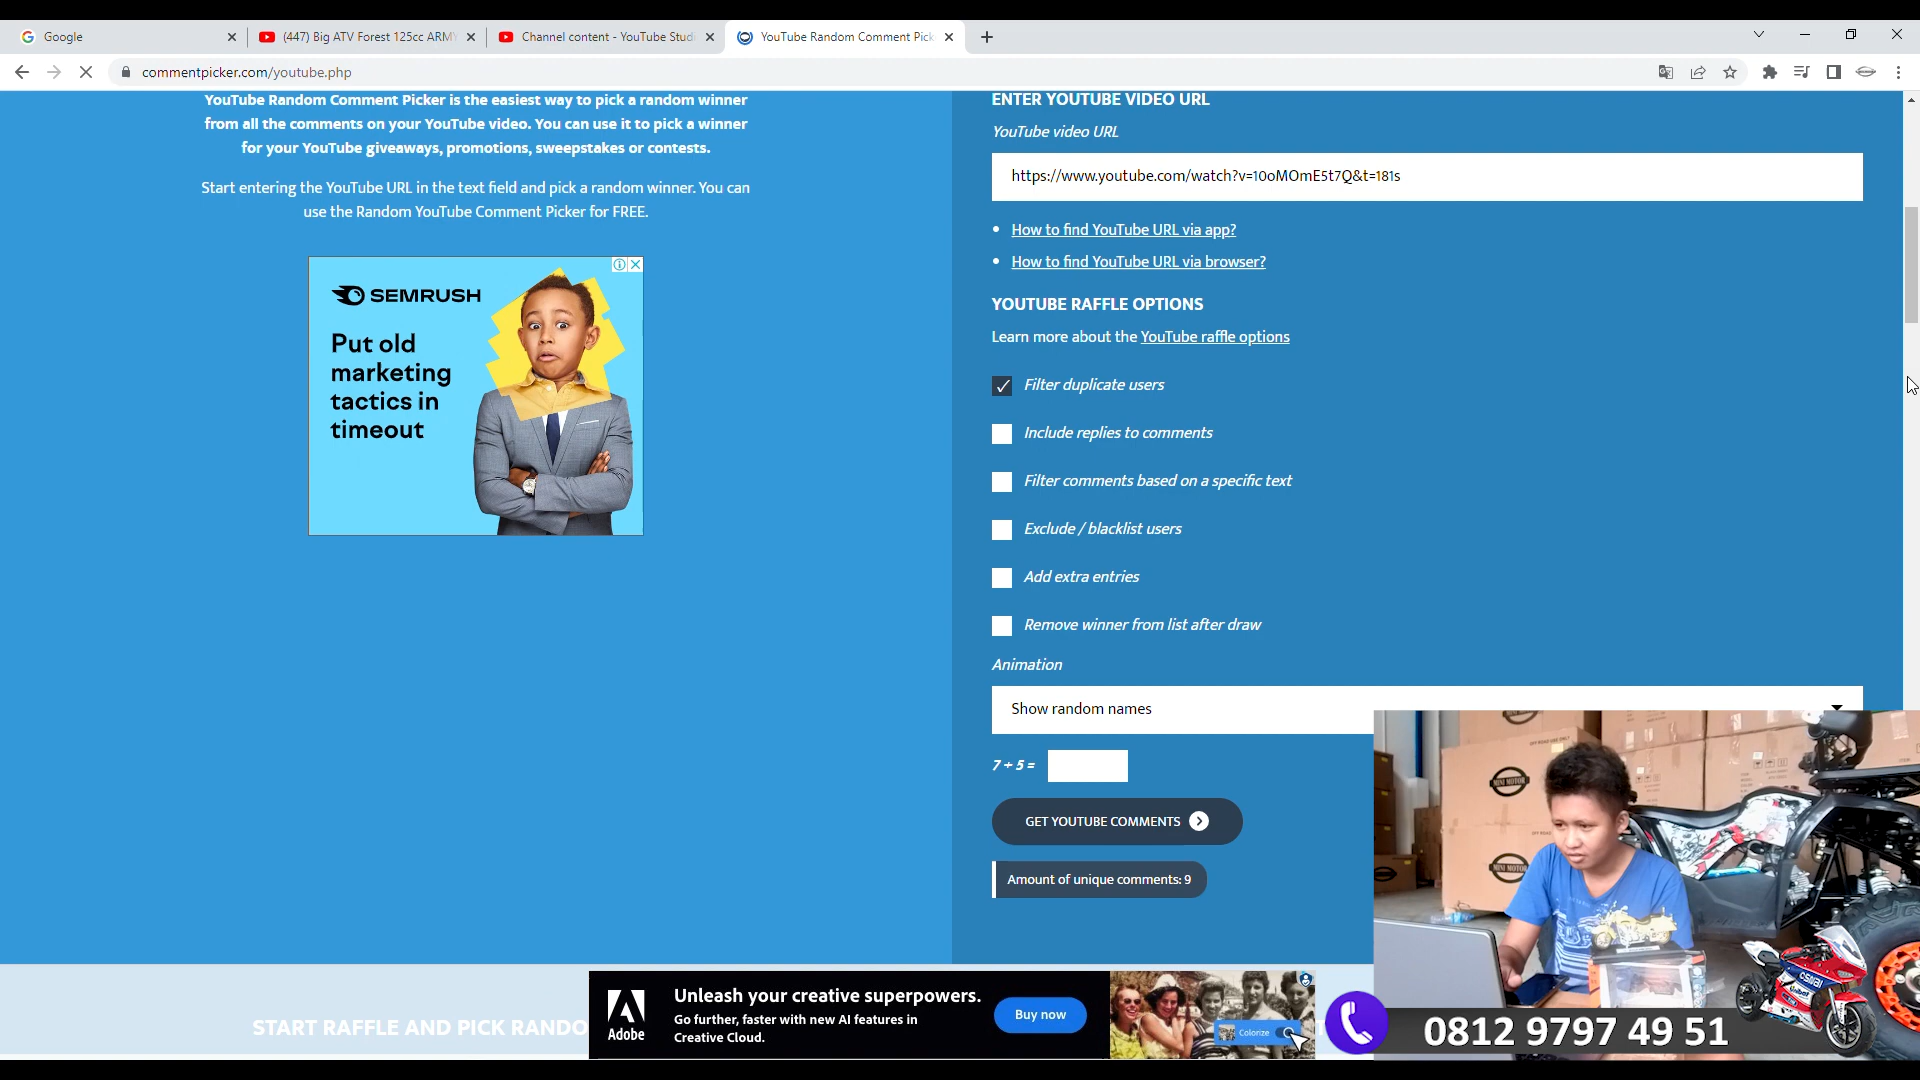 Google
(447) Big ATV Forest 125cc ARMY
Channel content - YouTube Stud
YouTube Random Comment Pick
commentpicker.com/youtube.php
YouTube Random Comment Picker is the easiest way to pick a random winner
from all the comments on your YouTube video. You can use it to pick a winner
for your YouTube giveaways, promotions, sweepstakes or contests.
Start entering the YouTube URL in the text field and pick a random winner. You can
use the Random YouTube Comment Picker for FREE.
SEMRUSH
Put old
marketing
tactics in
timeout
ENTER YOUTUBE VIDEO URL
YouTube video URL
https://www.youtube.com/watch?v=10oMOmE5t7Q&t=181s
How to find YouTube URL via app?
How to find YouTube URL via browser?
YOUTUBE RAFFLE OPTIONS
Learn more about the YouTube raffle options
Filter duplicate users
Include replies to comments
Filter comments based on a specific text
Exclude / blacklist users
Add extra entries
Remove winner from list after draw
Animation
Show random names
7 + 5 =
GET YOUTUBE COMMENTS
Amount of unique comments: 9
START RAFFLE AND PICK RANDO
Adobe
Unleash your creative superpowers.
Go further, faster with new AI features in
Creative Cloud.
Buy now
Colorize
MINI MOTOR
MINI MOTOR
0812 9797 49 51